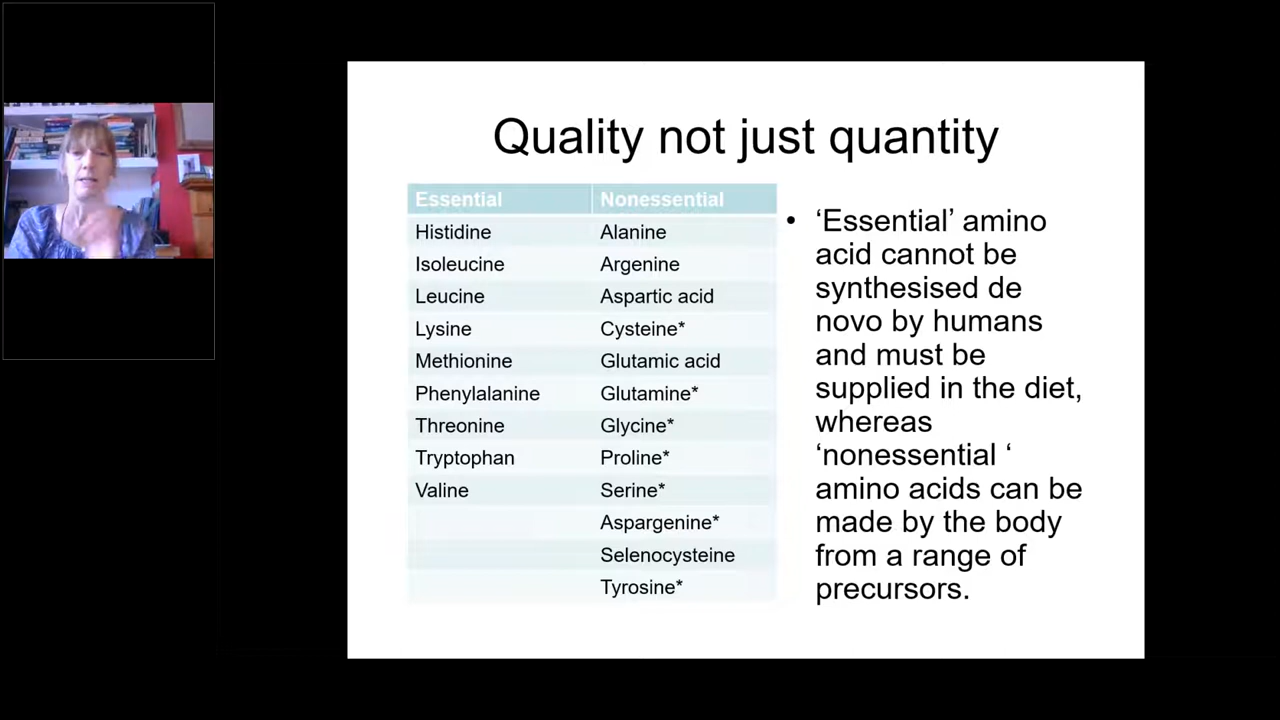 Quality not just quantity
Essential Nonessential
Histidine Alanine
Isoleucine Argenine
Leucine Aspartic acid
Lysine Cysteine*
Methionine Glutamic acid
Phenylalanine Glutamine*
Threonine Glycine*
Tryptophan Proline*
Valine Serine*
Aspargenine*
Selenocysteine
Tyrosine*
• ‘Essential’ amino
acid cannot be
synthesised de
novo by humans
and must be
supplied in the diet,
whereas
‘nonessential ‘
amino acids can be
made by the body
from a range of
precursors.